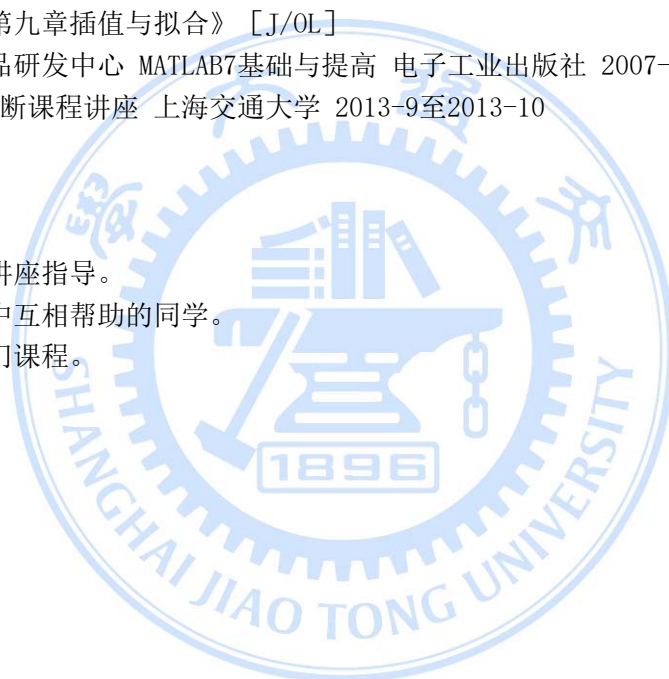 第九章插值与拟合》［J/OL］
品研发中心 MATLAB7基础与提高 电子工业出版社 2007-
断课程讲座 上海交通大学 2013-9至2013-10
讲座指导。
中互相帮助的同学。
门课程。
1896
SHANGHAI JIAO TONG UNIVERSITY